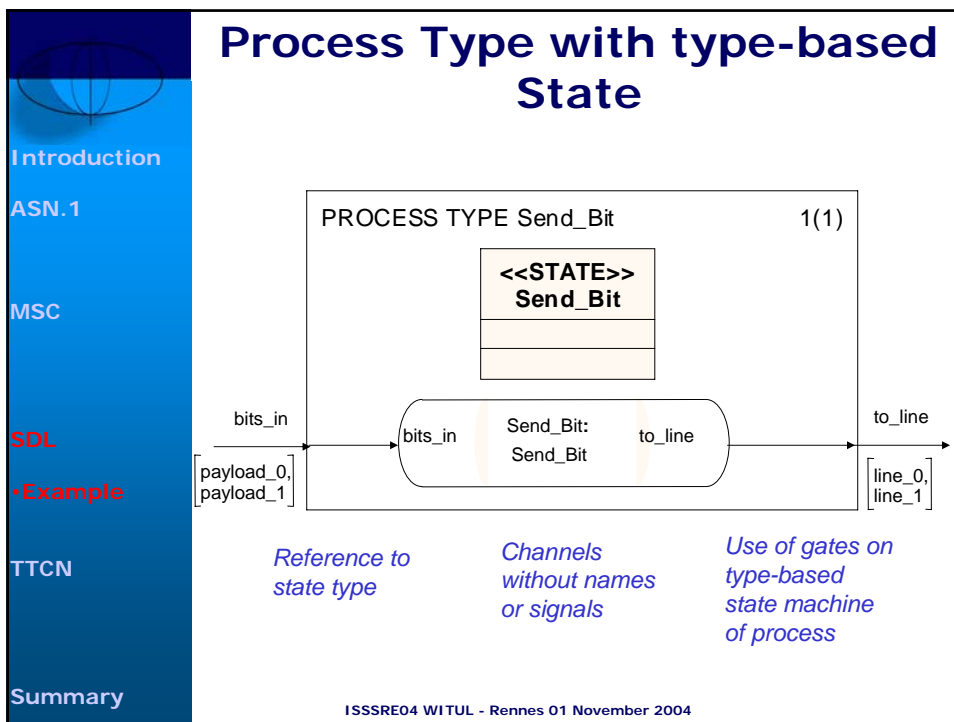 Process Type with type-based
State
Introduction
ASN.1
MSC
SDL
•Example
TTCN
Summary
PROCESS TYPE Send_Bit 1(1)
<<STATE>>
Send_Bit
bits_in
[payload_0,
payload_1]
bits_in
Send_Bit:
Send_Bit
to_line
to_line
[line_0,
line_1]
Reference to
state type
Channels
without names
or signals
Use of gates on
type-based
state machine
of process
ISSSRE04 WITUL - Rennes 01 November 2004